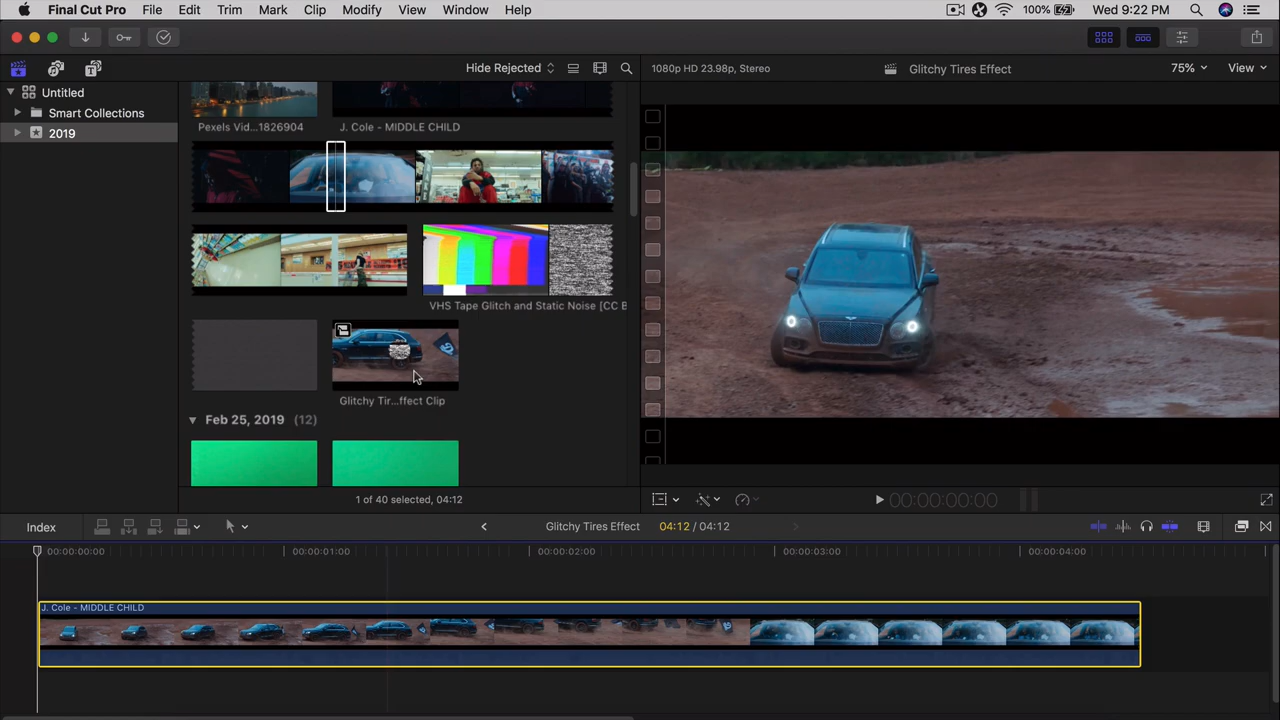 Final Cut Pro File Edit Trim Mark Clip Modify View Window Help 100% Wed 9:22 PM
Hide Rejected 1080p HD 23.98p, Stereo Glitchy Tires Effect 75% View
Untitled
Smart Collections
2019
Pexels Vid...1826904 J. Cole - MIDDLE CHILD
VHS Tape Glitch and Static Noise [CC B
Glitchy Tir...ffect Clip
Feb 25, 2019 (12)
1 of 40 selected, 04:12 00:00:00:00
Index Glitchy Tires Effect 04:12 / 04:12
00:00:00:00 00:00:01:00 00:00:02:00 00:00:03:00 00:00:04:00
J. Cole - MIDDLE CHILD